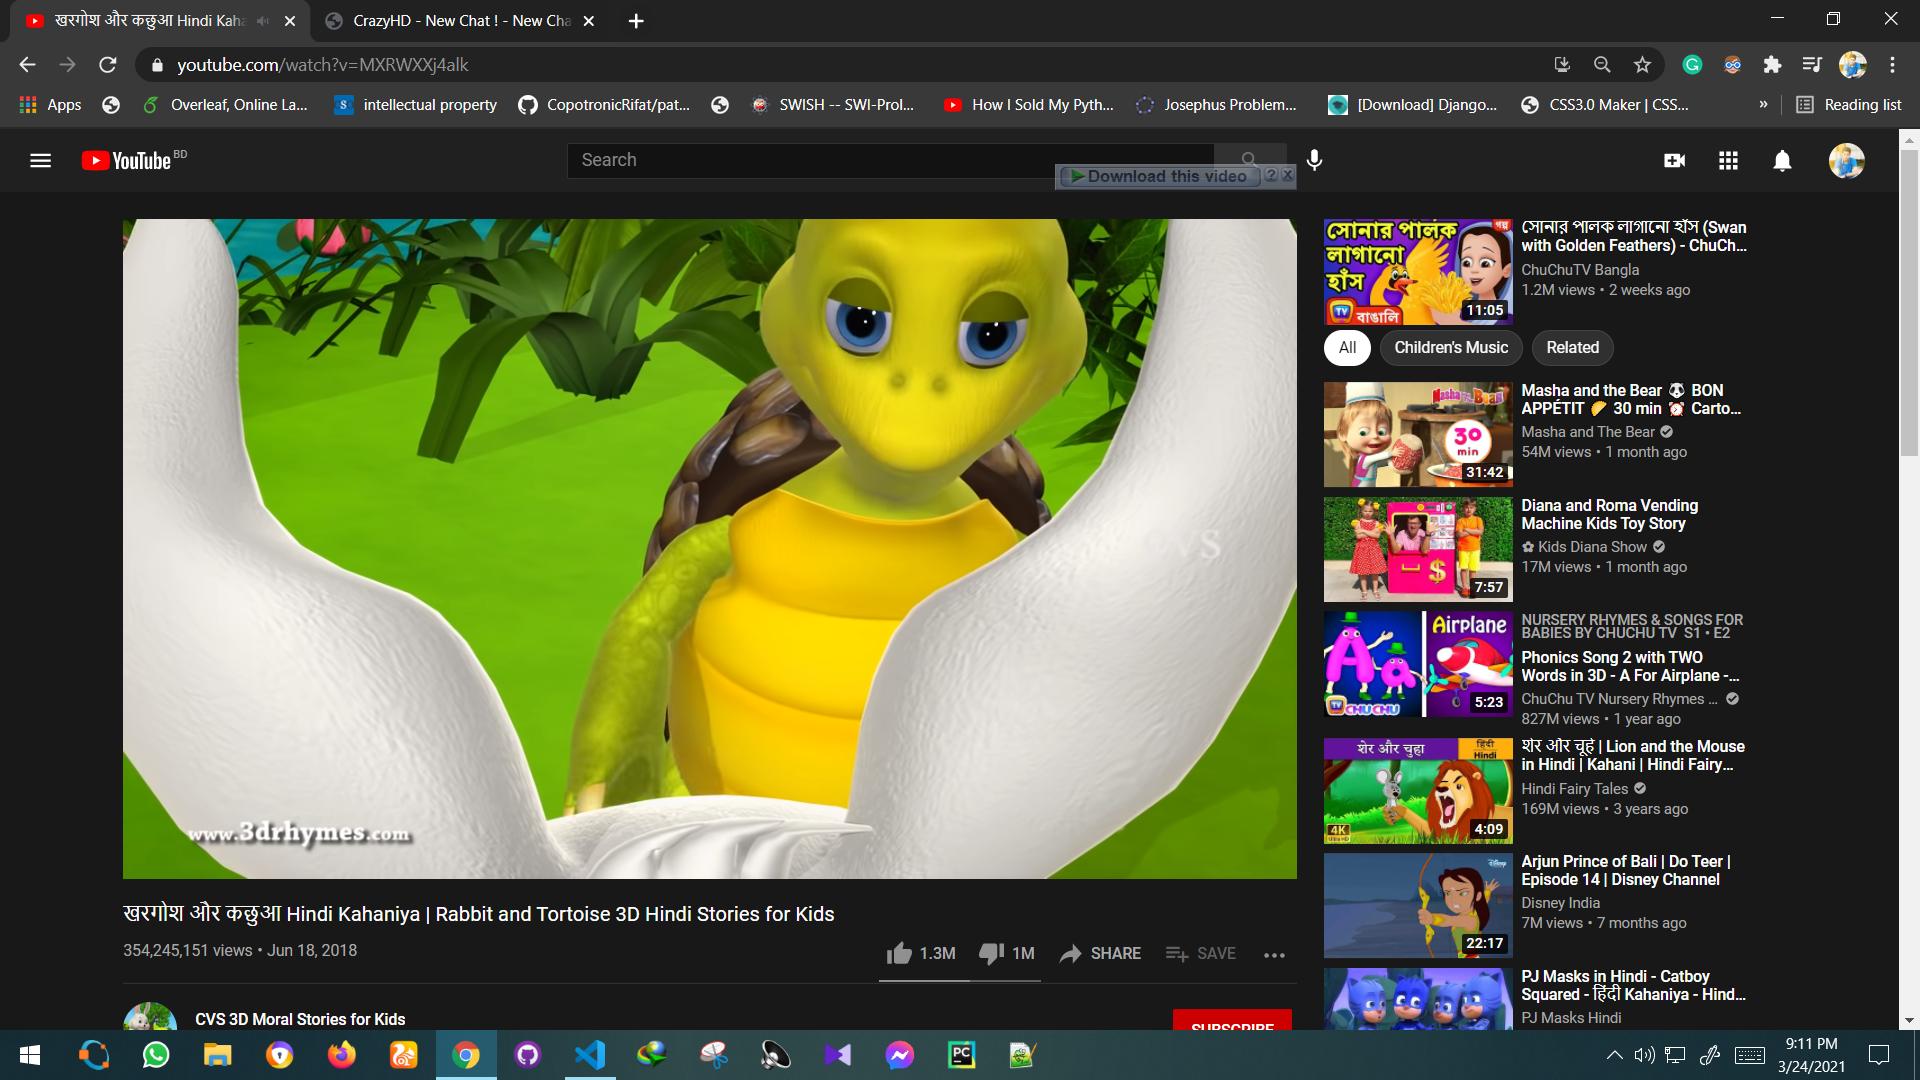 खरगोश और कछुआ Hindi Kaha
CrazyHD - New Chat ! - New Cha
youtube.com/watch?v=MXRWXXj4alk
Apps
Overleaf, Online La...
intellectual property
CopotronicRifat/pat...
SWISH -- SWI-Prol...
How I Sold My Pyth...
Josephus Problem...
[Download] Django...
CSS3.0 Maker | CSS...
»
Reading list
YouTube BD
Search
Download this video
সোনার পালক
লাগানো
হাঁস
গল্প
বাঙালি
11:05
সোনার পালক লাগানো হাঁস (Swan
with Golden Feathers) - ChuCh...
ChuChuTV Bangla
1.2M views • 2 weeks ago
All
Children's Music
Related
Masha and the Bear
30
min
31:42
Masha and the Bear 🐼 BON
APPÉTIT 🌮 30 min ⏰ Carto...
Masha and The Bear
54M views • 1 month ago
$
7:57
Diana and Roma Vending
Machine Kids Toy Story
✿ Kids Diana Show
17M views • 1 month ago
Airplane
Aa
CHUCHU
5:23
NURSERY RHYMES & SONGS FOR
BABIES BY CHUCHU TV S1 • E2
Phonics Song 2 with TWO
Words in 3D - A For Airplane -...
ChuChu TV Nursery Rhymes ...
827M views • 1 year ago
शेर और चुहा
हिंदी
Hindi
4K
4:09
शेर और चूहे | Lion and the Mouse
in Hindi | Kahani | Hindi Fairy...
Hindi Fairy Tales
169M views • 3 years ago
Disney
22:17
Arjun Prince of Bali | Do Teer |
Episode 14 | Disney Channel
Disney India
7M views • 7 months ago
PJ Masks in Hindi - Catboy
Squared - हिंदी Kahaniya - Hind...
PJ Masks Hindi
www.3drhymes.com
खरगोश और कछुआ Hindi Kahaniya | Rabbit and Tortoise 3D Hindi Stories for Kids
354,245,151 views • Jun 18, 2018
1.3M
1M
SHARE
SAVE
CVS 3D Moral Stories for Kids
SUBSCRIBE
PC
9:11 PM
3/24/2021